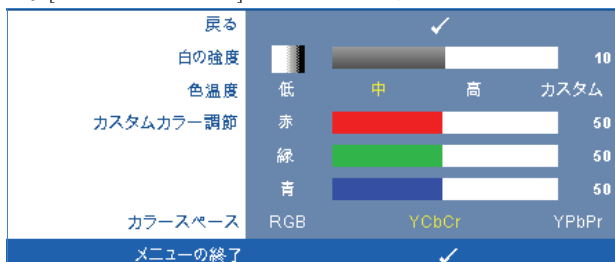 戻る ✓
白の強度 10
色温度 低 中 高 カスタム
カスタムカラー調節 赤 50
緑 50
青 50
カラースペース RGB YCbCr YPbPr
メニューの終了 ✓